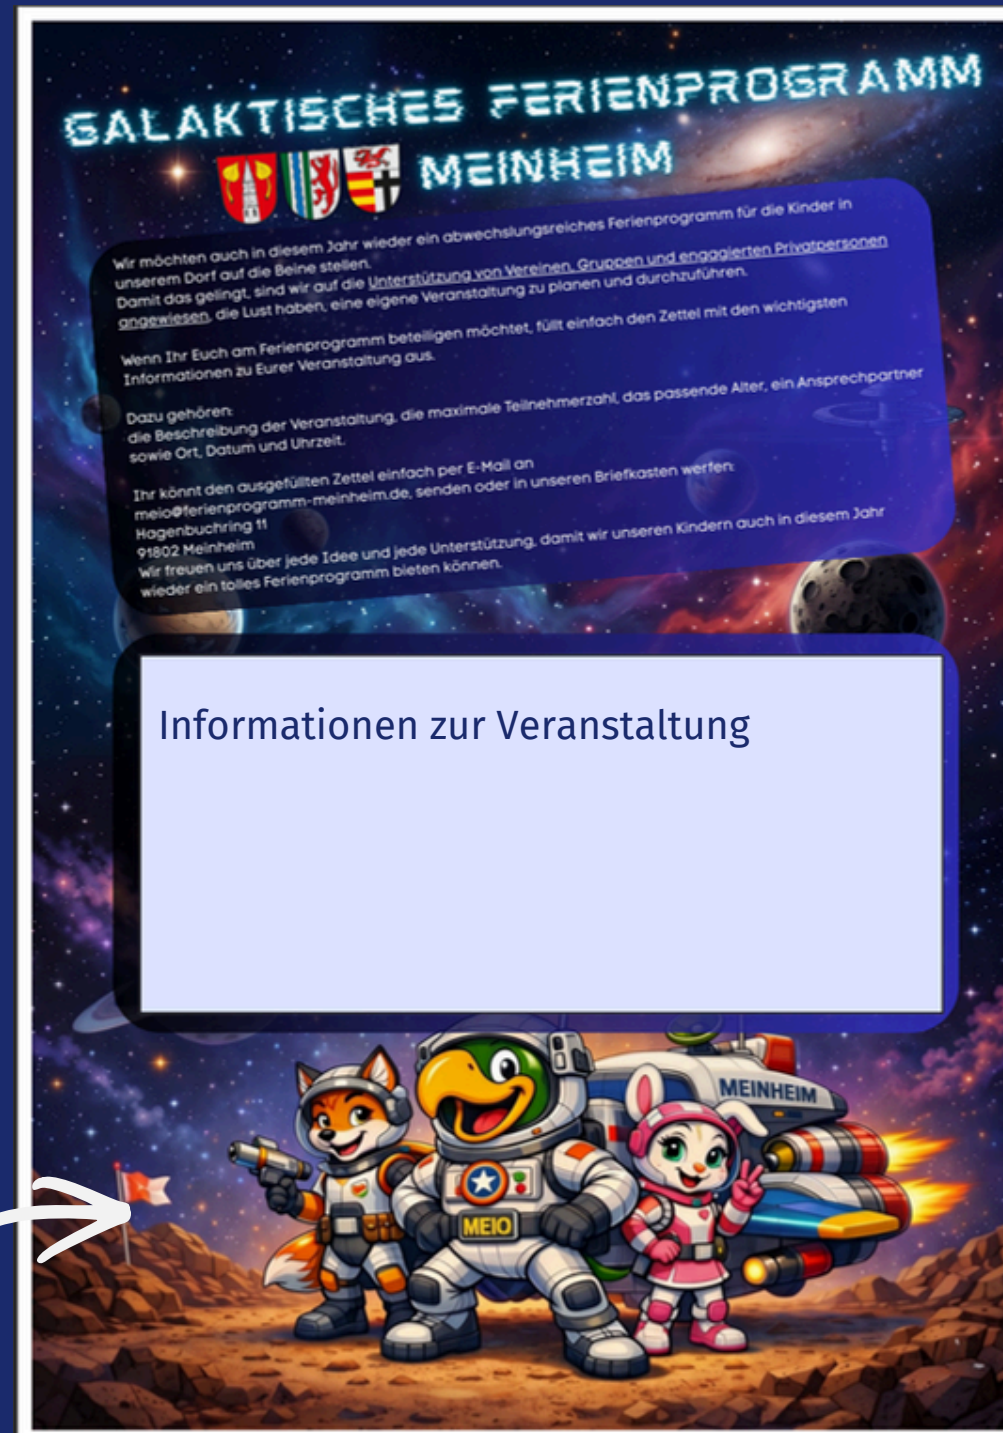 GALAKTISCHES FERIENPROGRAMM
MEINHEIM
Wir möchten auch in diesem Jahr wieder ein abwechslungsreiches Ferienprogramm für die Kinder in
unserem Dorf auf die Beine stellen.
Damit das gelingt, sind wir auf die Unterstützung von Vereinen, Gruppen und engagierten Privatpersonen
angewiesen, die Lust haben, eine eigene Veranstaltung zu planen und durchzuführen.
Wenn Ihr Euch am Ferienprogramm beteiligen möchtet, füllt einfach den Zettel mit den wichtigsten
Informationen zu Eurer Veranstaltung aus.
Dazu gehören:
die Beschreibung der Veranstaltung, die maximale Teilnehmerzahl, das passende Alter, ein Ansprechpartner
sowie Ort, Datum und Uhrzeit.
Ihr könnt den ausgefüllten Zettel einfach per E-Mail an
meio@ferienprogramm-meinheim.de, senden oder in unseren Briefkasten werfen:
Hagenbuchring 11
91802 Meinheim
Wir freuen uns über jede Idee und jede Unterstützung, damit wir unseren Kindern auch in diesem Jahr
wieder ein tolles Ferienprogramm bieten können.
Informationen zur Veranstaltung
MEINHEIM
MEIO